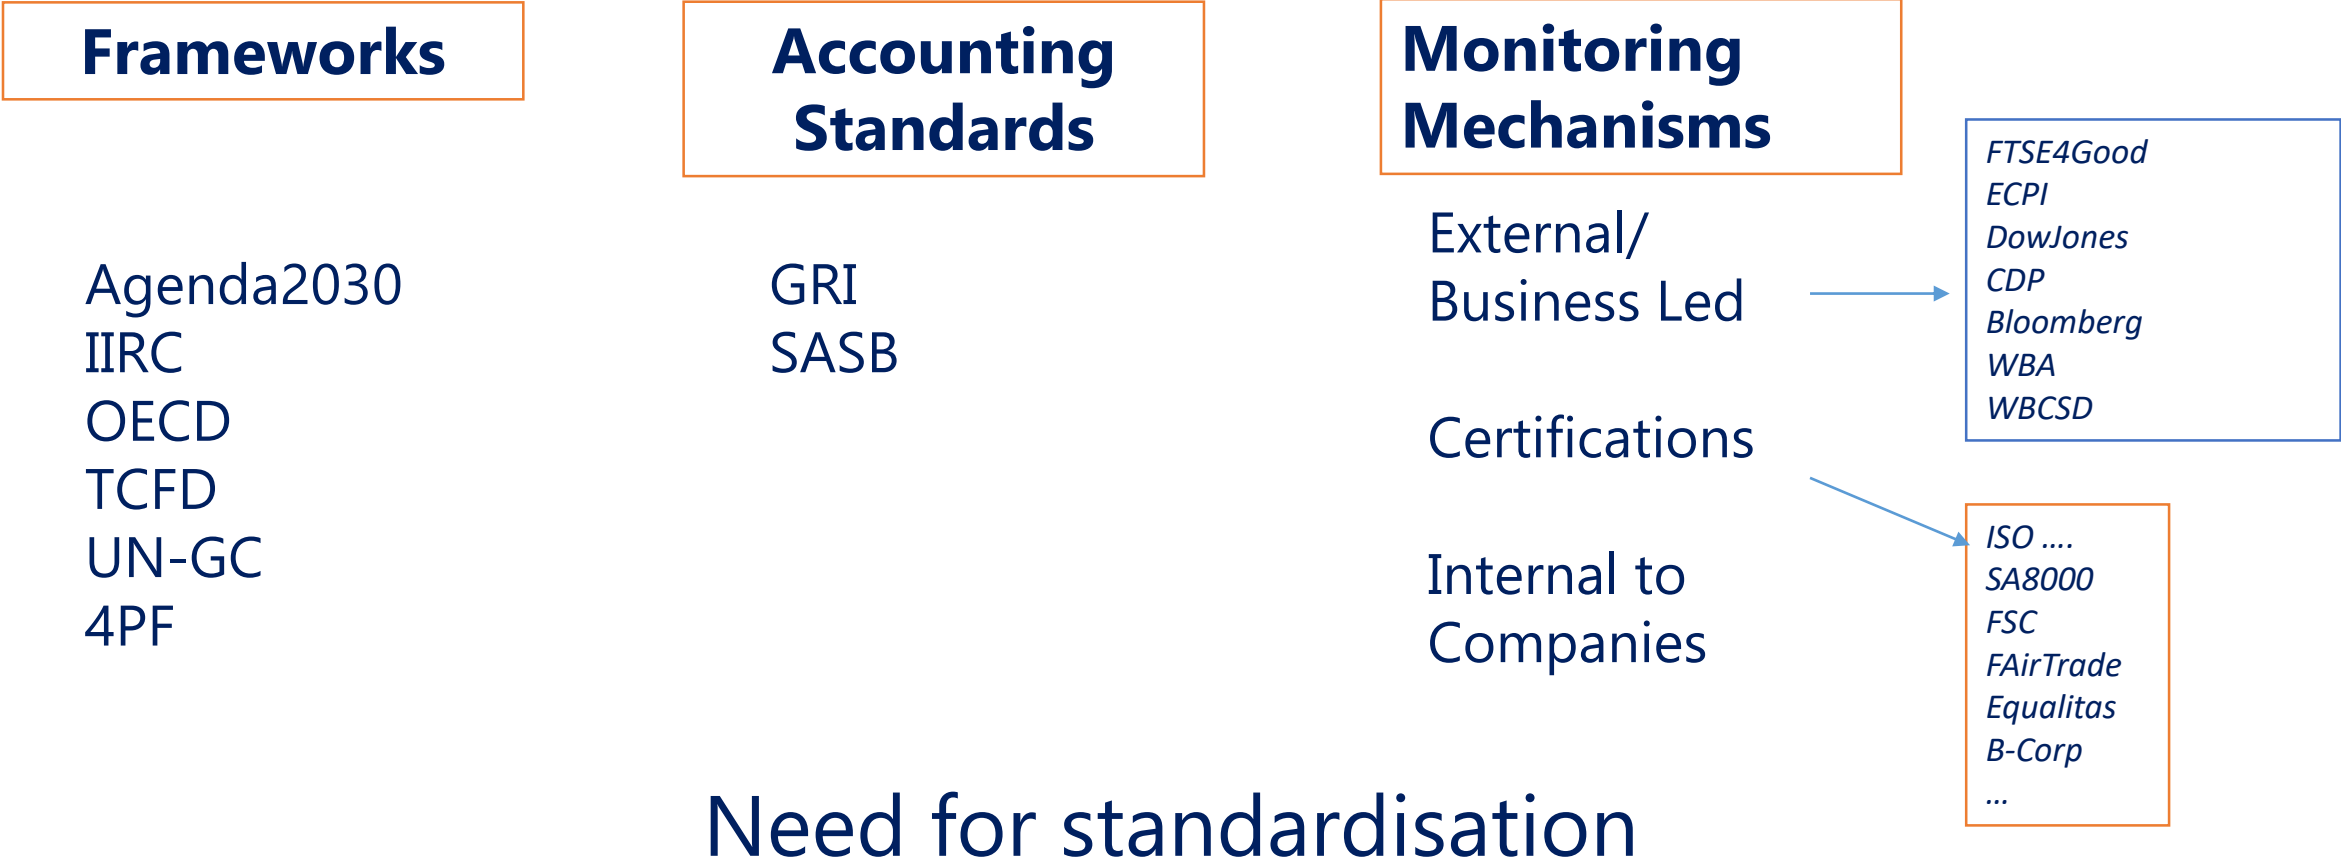 Frameworks
Agenda2030
IIRC
OECD
TCFD
UN-GC
4PF
Accounting
Standards
GRI
SASB
Monitoring
Mechanisms
External/
Business Led
Certifications
Internal to
Companies
FTSE4Good
ECPI
DowJones
CDP
Bloomberg
WBA
WBCSD
ISO ....
SA8000
FSC
FAirTrade
Equalitas
B-Corp
...
Need for standardisation